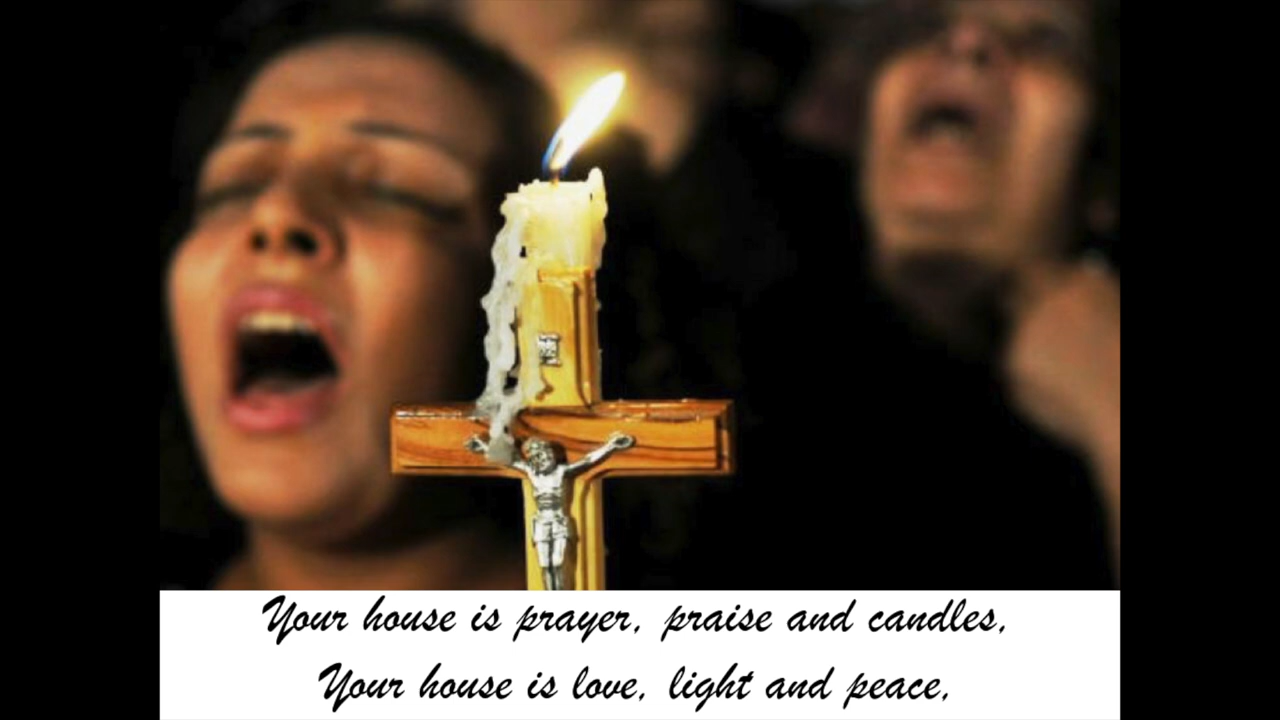 Your house is prayer, praise and candles,
Your house is love, light and peace,